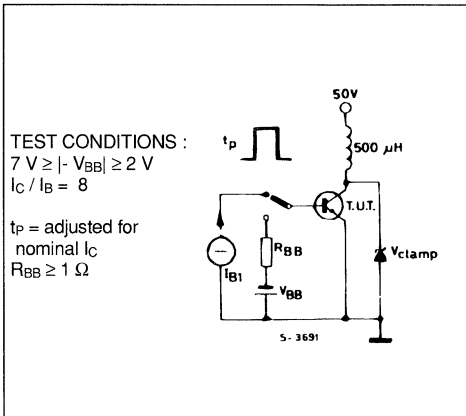 TEST CONDITIONS :
7 V ≥ |- VBB| ≥ 2 V
IC / IB = 8
tP = adjusted for
nominal IC
RBB ≥ 1 Ω
50V
tp
500 µH
T.U.T.
RBB
IB1
VBB
Vclamp
S- 3691